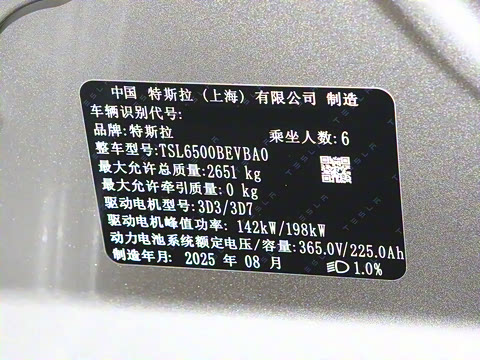 中国 特斯拉 (上海) 有限公司 制造
车辆识别代号:
品牌:特斯拉 乘坐人数:6
整车型号:TSL6500BEVBA0
最大允许总质量:2651 kg
最大允许牵引质量:0 kg
驱动电机型号:3D3/3D7
驱动电机峰值功率: 142kW/198kW
动力电池系统额定电压/容量:365.0V/225.0Ah
制造年月: 2025 年 08 月 1.0%